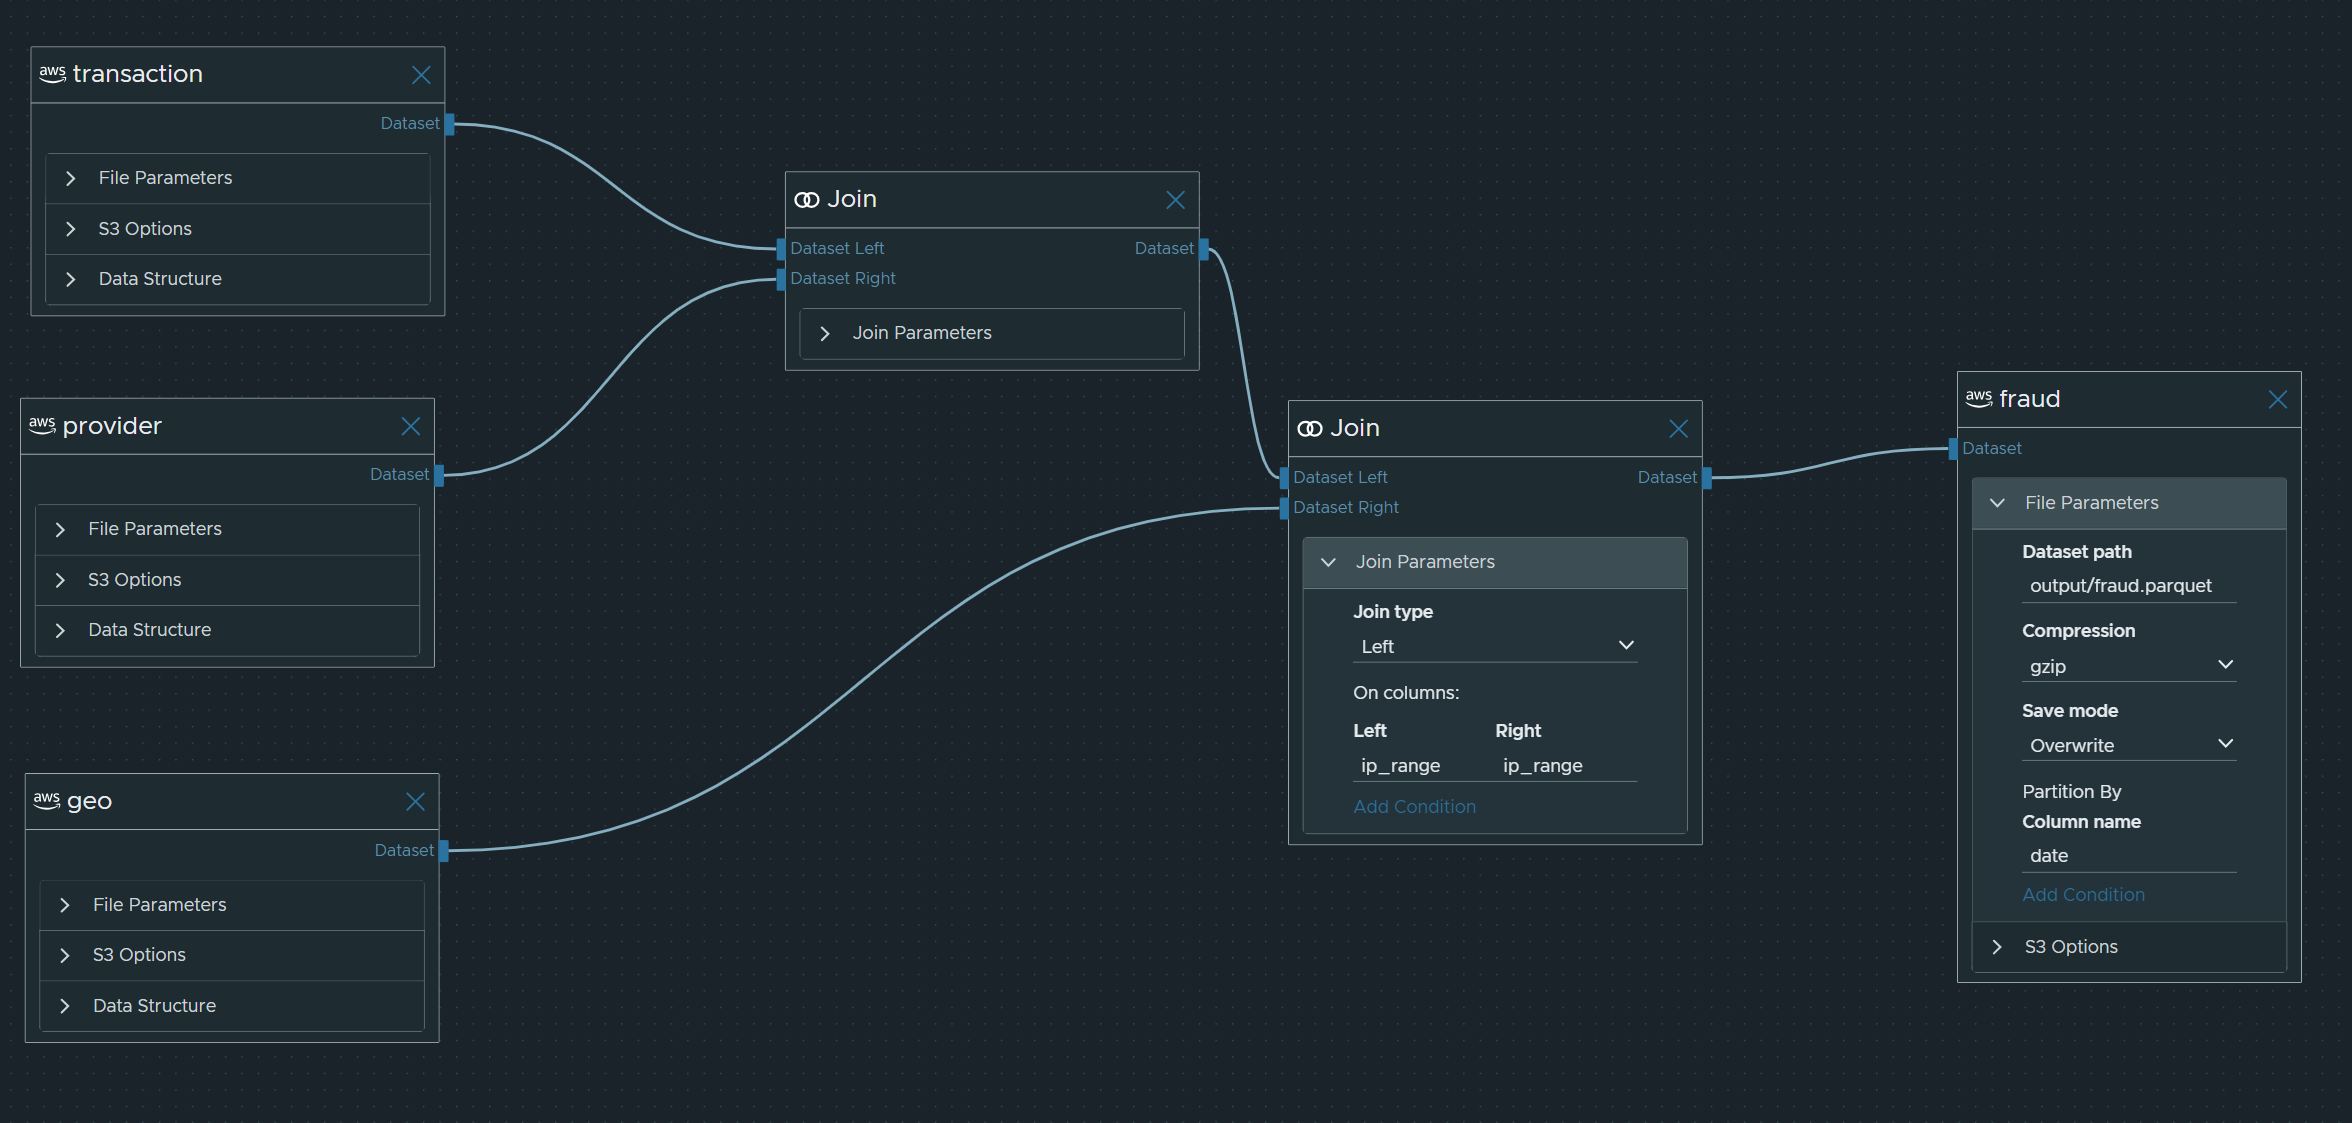 aws transaction
Dataset
File Parameters
S3 Options
Data Structure
aws provider
Dataset
File Parameters
S3 Options
Data Structure
aws geo
Dataset
File Parameters
S3 Options
Data Structure
Join
Dataset Left Dataset
Dataset Right
Join Parameters
Join
Dataset Left Dataset
Dataset Right
Join Parameters
Join type
Left
On columns:
Left Right
ip_range ip_range
Add Condition
aws fraud
Dataset
File Parameters
Dataset path
output/fraud.parquet
Compression
gzip
Save mode
Overwrite
Partition By
Column name
date
Add Condition
S3 Options